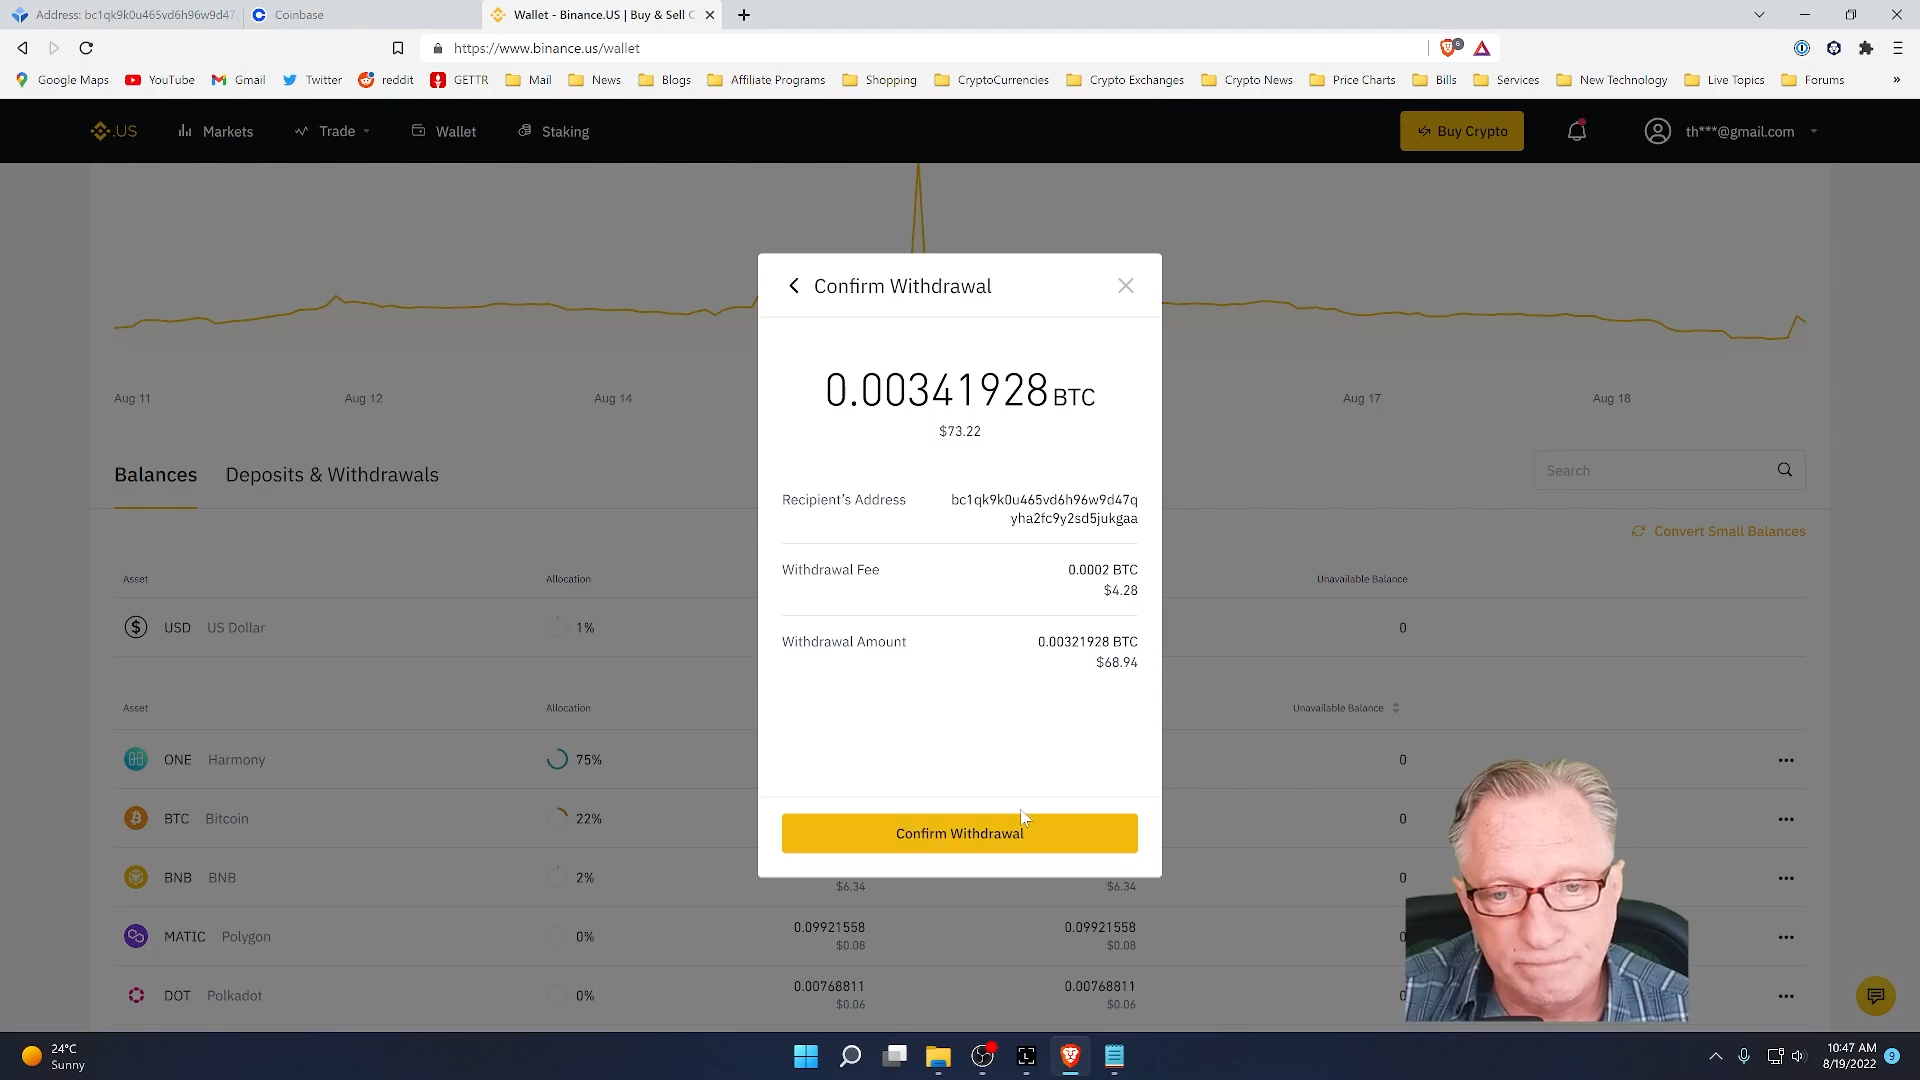 Address: bc1qk9k0u465vd6h96w9d47
Coinbase
Wallet - Binance.US | Buy & Sell C
https://www.binance.us/wallet
6
Google Maps
YouTube
Gmail
Twitter
reddit
GETTR
Mail
News
Blogs
Affiliate Programs
Shopping
CryptoCurrencies
Crypto Exchanges
Crypto News
Price Charts
Bills
Services
New Technology
Live Topics
Forums
»
.US
Markets
Trade
Wallet
Staking
Buy Crypto
th***@gmail.com
Confirm Withdrawal
0.00341928 BTC
$73.22
Aug 11
Aug 12
Aug 14
Aug 17
Aug 18
Balances
Deposits & Withdrawals
Search
Recipient's Address
bc1qk9k0u465vd6h96w9d47q
yha2fc9y2sd5jukgaa
Convert Small Balances
Withdrawal Fee
0.0002 BTC
$4.28
Asset
Allocation
Unavailable Balance
USD US Dollar
1%
0
Withdrawal Amount
0.00321928 BTC
$68.94
Asset
Allocation
Unavailable Balance
ONE Harmony
75%
0
BTC Bitcoin
22%
0
Confirm Withdrawal
BNB BNB
2%
$6.34
$6.34
0
MATIC Polygon
0%
0.09921558
$0.08
0.09921558
$0.08
0
DOT Polkadot
0%
0.00768811
$0.06
0.00768811
$0.06
0
24°C
Sunny
L
10:47 AM
8/19/2022
9